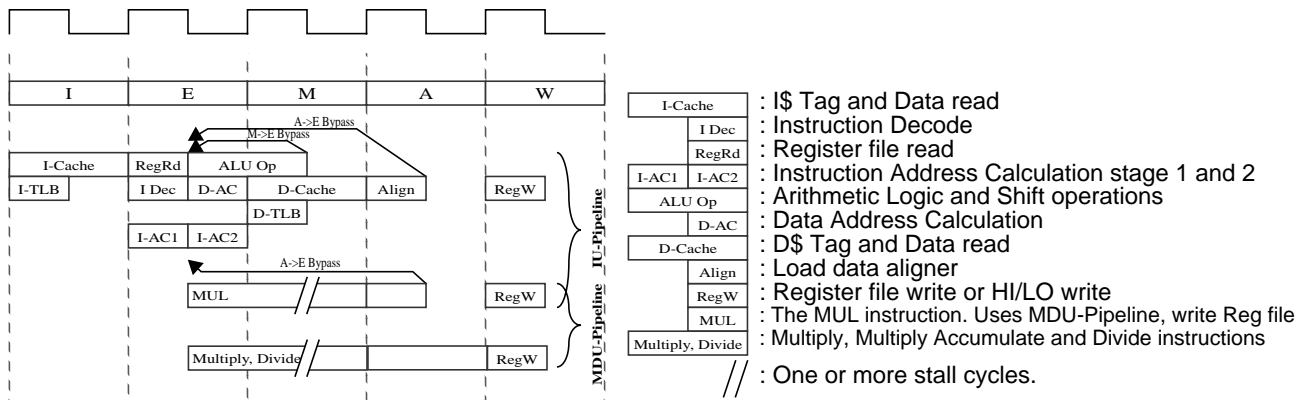 I E M A W
A->E Bypass
M->E Bypass
I-Cache RegRd ALU Op
I-TLB I Dec D-AC D-Cache Align RegW
D-TLB
I-AC1 I-AC2
A->E Bypass
MUL RegW
Multiply, Divide RegW
IU-Pipeline
MDU-Pipeline
I-Cache : I$ Tag and Data read
I Dec : Instruction Decode
RegRd : Register file read
I-AC1 I-AC2 : Instruction Address Calculation stage 1 and 2
ALU Op : Arithmetic Logic and Shift operations
D-AC : Data Address Calculation
D-Cache : D$ Tag and Data read
Align : Load data aligner
RegW : Register file write or HI/LO write
MUL : The MUL instruction. Uses MDU-Pipeline, write Reg file
Multiply, Divide : Multiply, Multiply Accumulate and Divide instructions
// : One or more stall cycles.